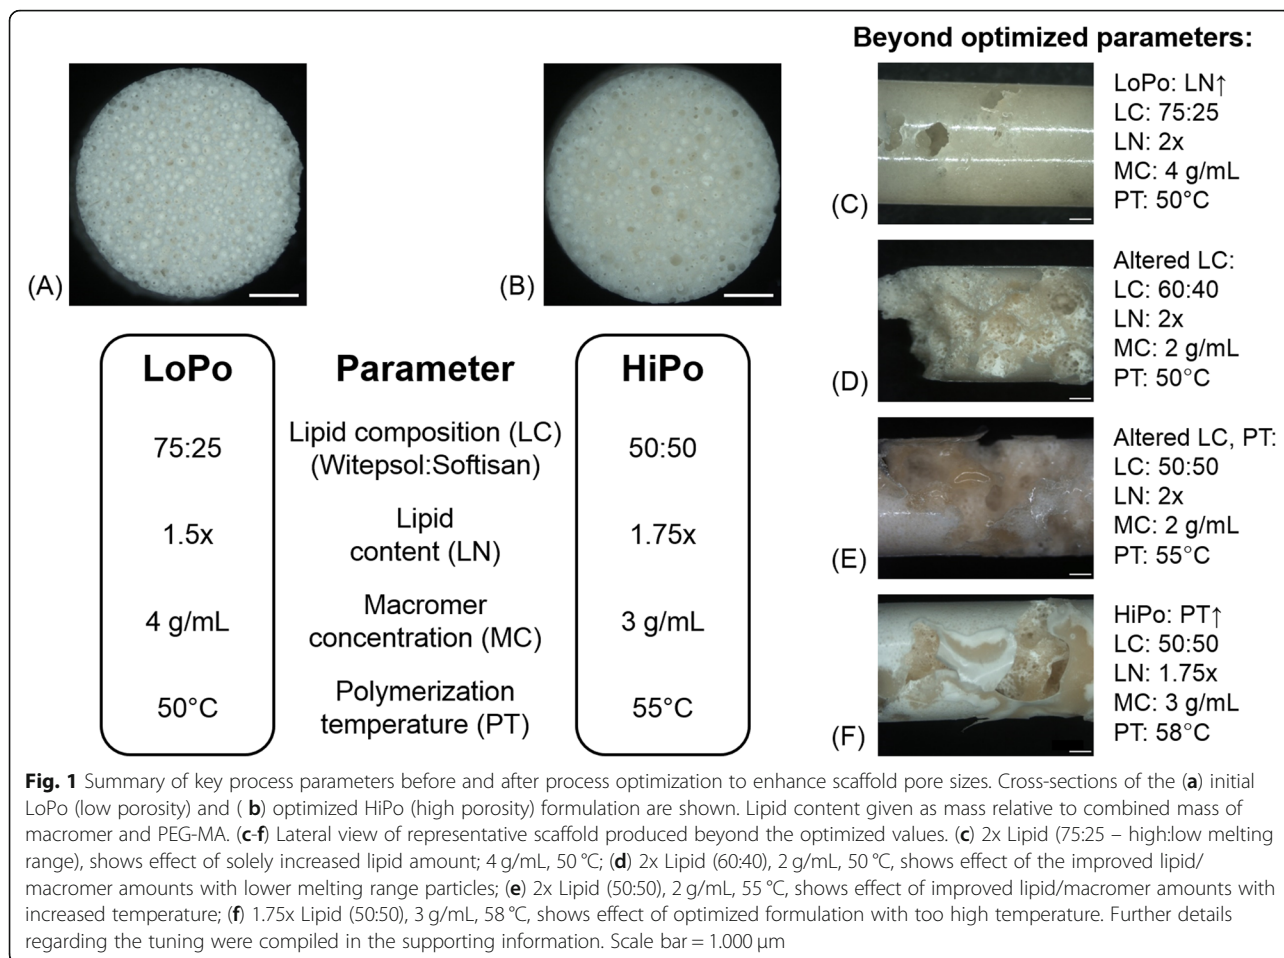 Beyond optimized parameters:
(A)
(B)
LoPo: LN↑
LC: 75:25
LN: 2x
MC: 4 g/mL
PT: 50°C
(C)
Altered LC:
LC: 60:40
LN: 2x
MC: 2 g/mL
PT: 50°C
(D)
Altered LC, PT:
LC: 50:50
LN: 2x
MC: 2 g/mL
PT: 55°C
(E)
HiPo: PT↑
LC: 50:50
LN: 1.75x
MC: 3 g/mL
PT: 58°C
(F)
LoPo Parameter HiPo
75:25
Lipid composition (LC)
(Witepsol:Softisan)
50:50
1.5x
Lipid
content (LN)
1.75x
4 g/mL
Macromer
concentration (MC)
3 g/mL
50°C
Polymerization
temperature (PT)
55°C
Fig. 1 Summary of key process parameters before and after process optimization to enhance scaffold pore sizes. Cross-sections of the (a) initial
LoPo (low porosity) and ( b) optimized HiPo (high porosity) formulation are shown. Lipid content given as mass relative to combined mass of
macromer and PEG-MA. (c-f) Lateral view of representative scaffold produced beyond the optimized values. (c) 2x Lipid (75:25 – high:low melting
range), shows effect of solely increased lipid amount; 4 g/mL, 50 °C; (d) 2x Lipid (60:40), 2 g/mL, 50 °C, shows effect of the improved lipid/
macromer amounts with lower melting range particles; (e) 2x Lipid (50:50), 2 g/mL, 55 °C, shows effect of improved lipid/macromer amounts with
increased temperature; (f) 1.75x Lipid (50:50), 3 g/mL, 58 °C, shows effect of optimized formulation with too high temperature. Further details
regarding the tuning were compiled in the supporting information. Scale bar = 1.000 μm